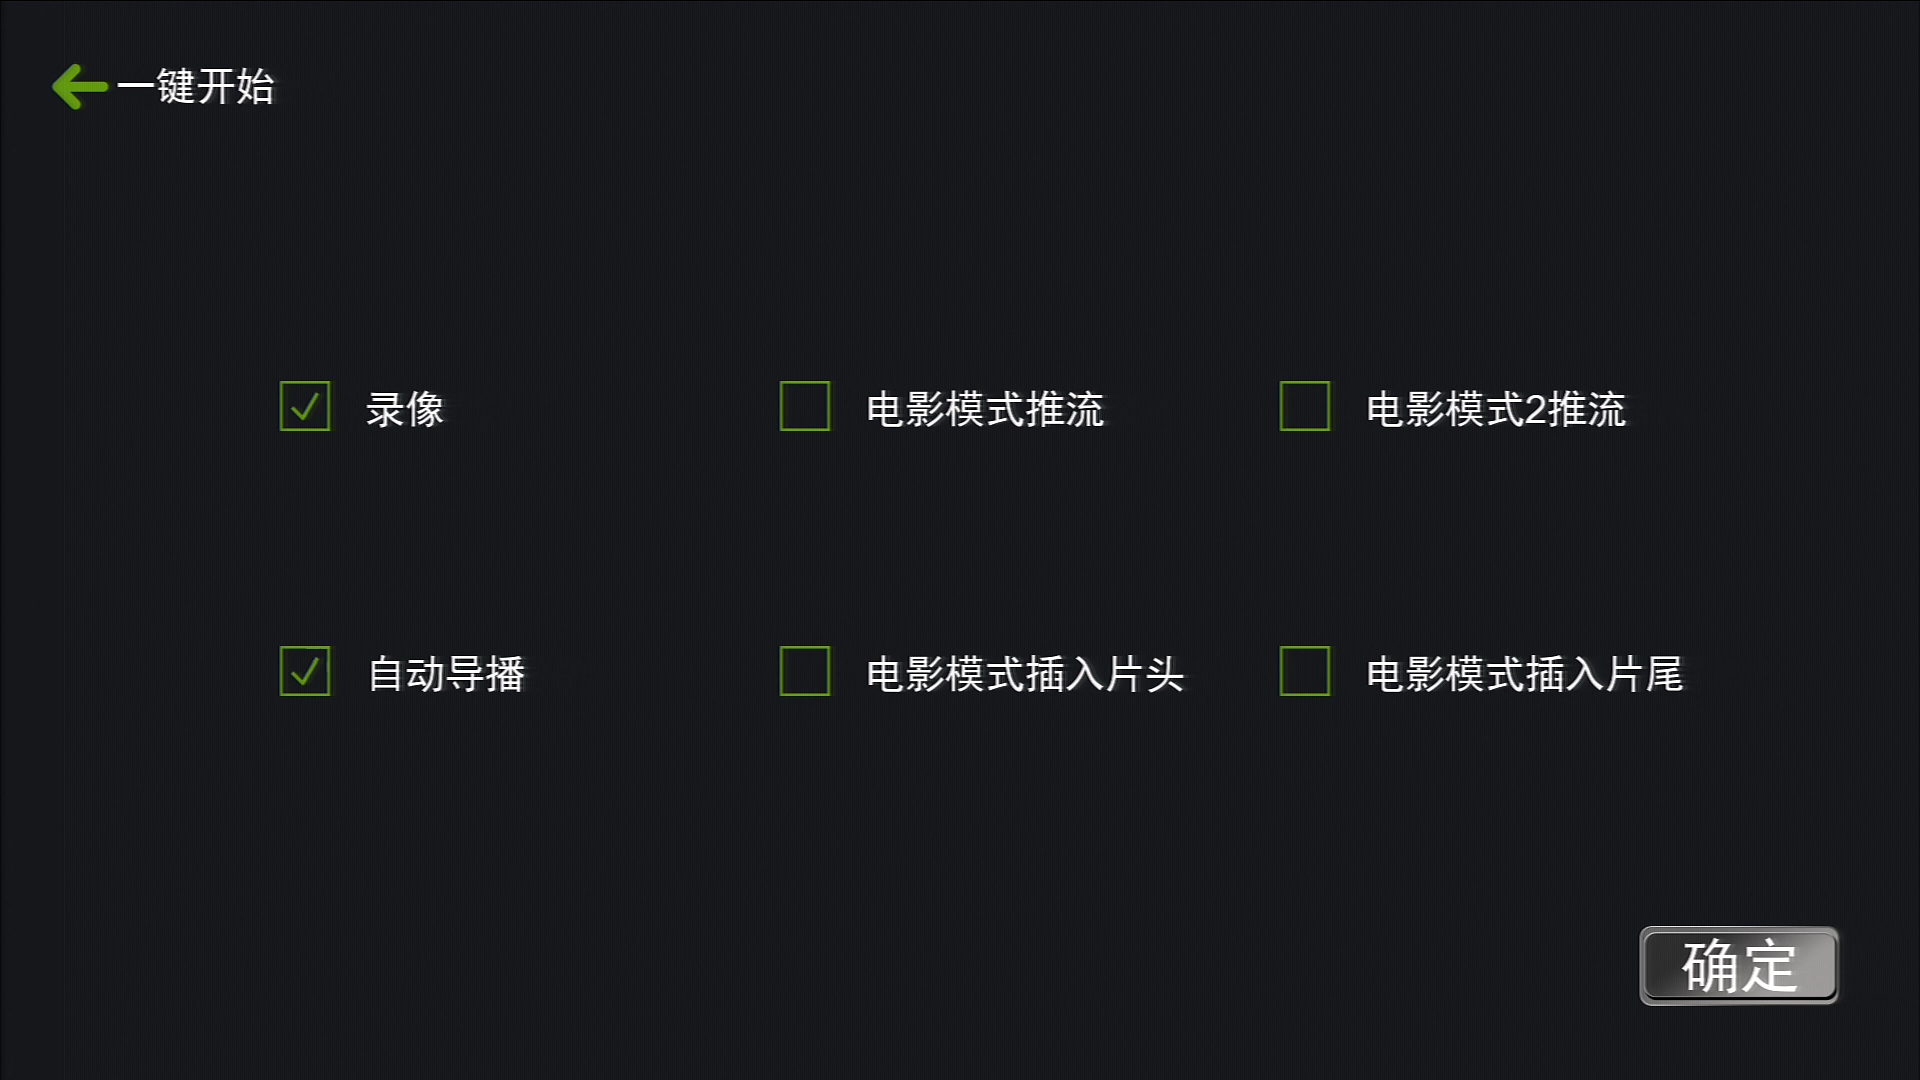 一键开始
录像
电影模式推流
电影模式2推流
自动导播
电影模式插入片头
电影模式插入片尾
确定